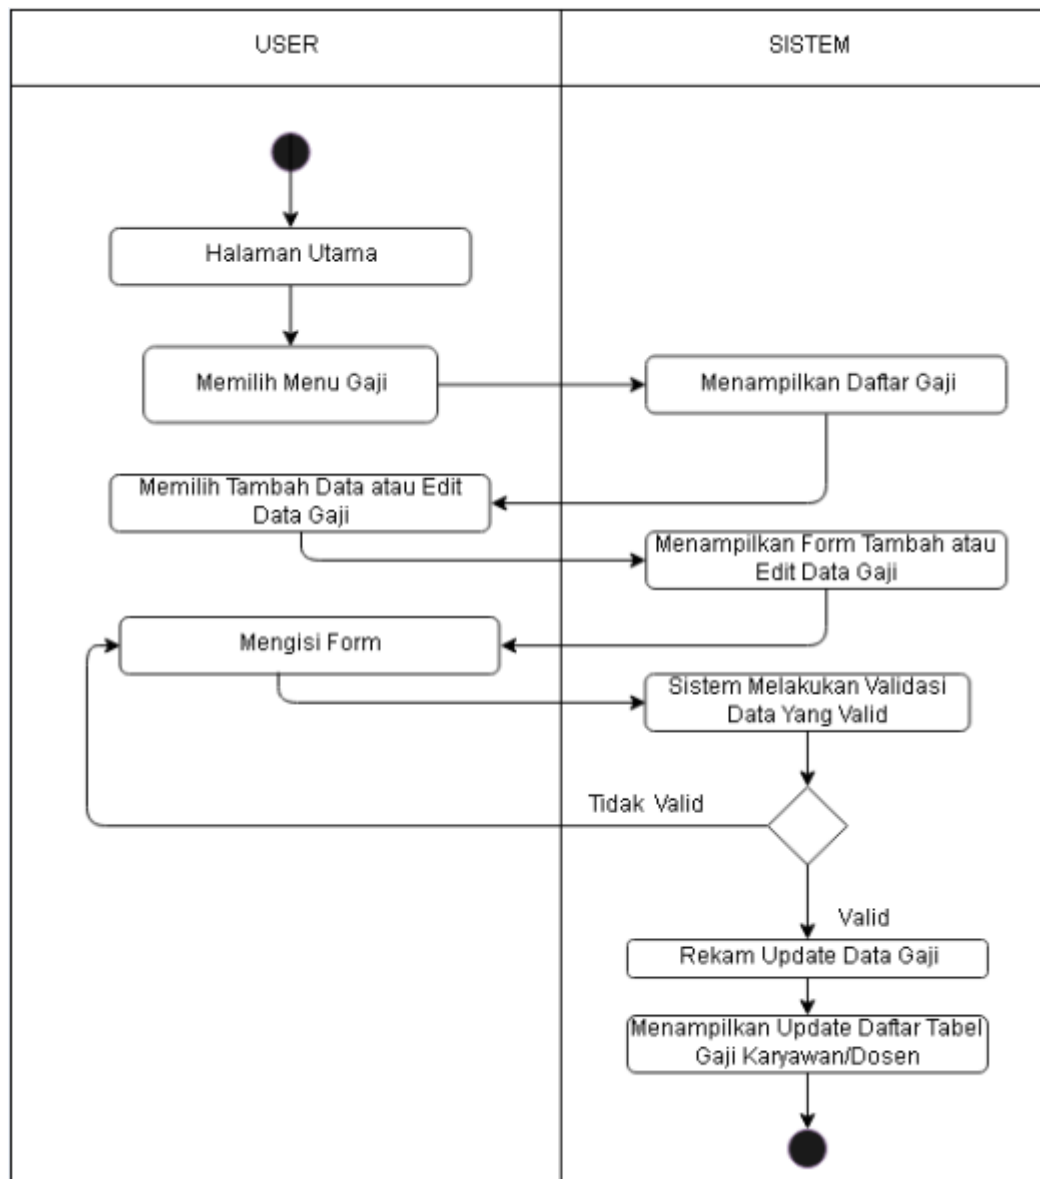 USER
SISTEM
Halaman Utama
Memilih Menu Gaji
Menampilkan Daftar Gaji
Memilih Tambah Data atau Edit
Data Gaji
Menampilkan Form Tambah atau
Edit Data Gaji
Mengisi Form
Sistem Melakukan Validasi
Data Yang Valid
Tidak Valid
Valid
Rekam Update Data Gaji
Menampilkan Update Daftar Tabel
Gaji Karyawan/Dosen